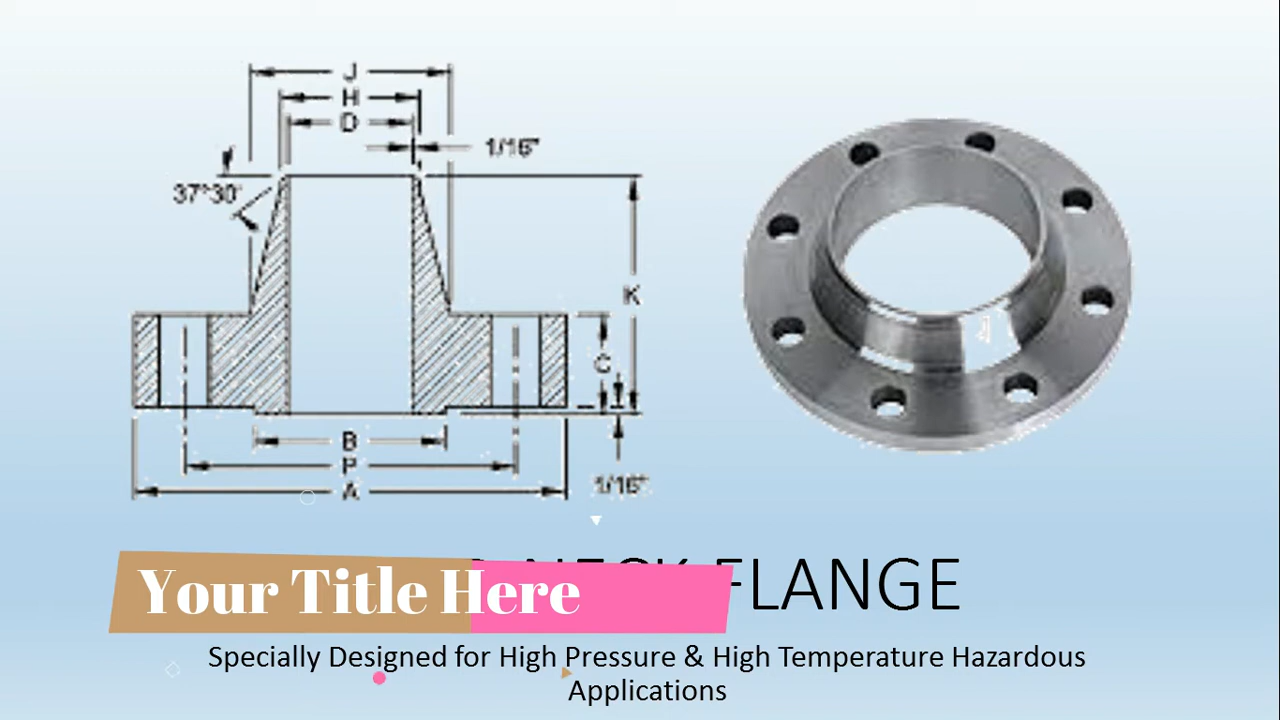 J
H
D
1/16"
37°30'
K
C
B
P
A
1/16"
NECK FLANGE
Your Title Here
Specially Designed for High Pressure & High Temperature Hazardous
Applications